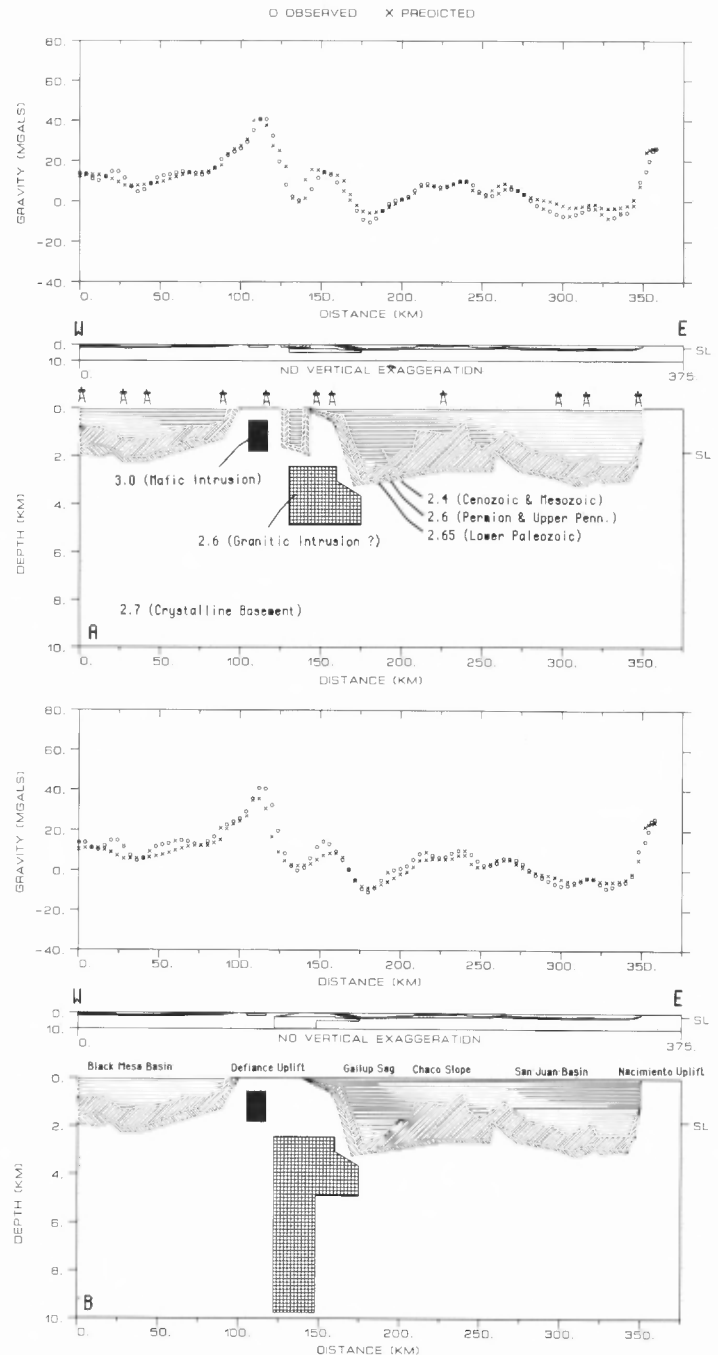 O OBSERVED X PREDICTED
80.
60.
40.
20.
0.
-20.
-40.
GRAVITY (MGALS)
0. 50. 100. 150. 200. 250. 300. 350.
DISTANCE (KM)
W E
0.
10.
SL
0. NO VERTICAL EXAGGERATION 375.
0.
2.
4.
6.
8.
10.
DEPTH (KM)
SL
3.0 (Mafic Intrusion)
2.4 (Cenozoic & Mesozoic)
2.6 (Permian & Upper Penn.)
2.65 (Lower Paleozoic)
2.6 (Granitic Intrusion ?)
2.7 (Crystalline Basement)
A
0. 50. 100. 150. 200. 250. 300. 350.
DISTANCE (KM)
80.
60.
40.
20.
0.
-20.
-40.
GRAVITY (MGALS)
0. 50. 100. 150. 200. 250. 300. 350.
DISTANCE (KM)
W E
0.
10.
SL
0. NO VERTICAL EXAGGERATION 375.
Black Mesa Basin Defiance Uplift Gallup Sag Chaco Slope San Juan Basin Nacimiento Uplift
0.
2.
4.
6.
8.
10.
DEPTH (KM)
SL
B
0. 50. 100. 150. 200. 250. 300. 350.
DISTANCE (KM)